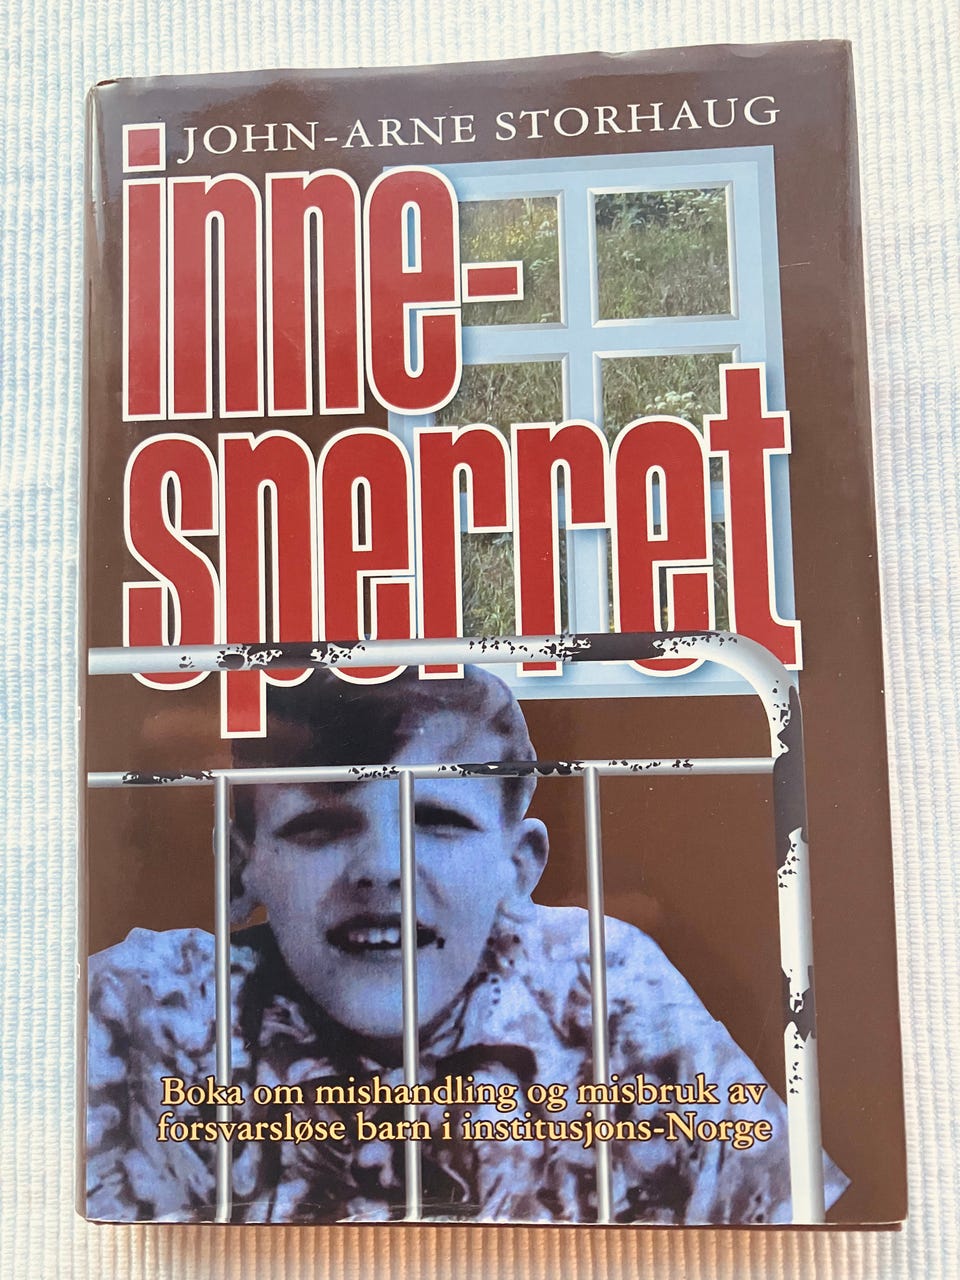 JOHN-ARNE STORHAUG
inne-
sperret
Boka om mishandling og misbruk av
forsvarsløse barn i institusjons-Norge